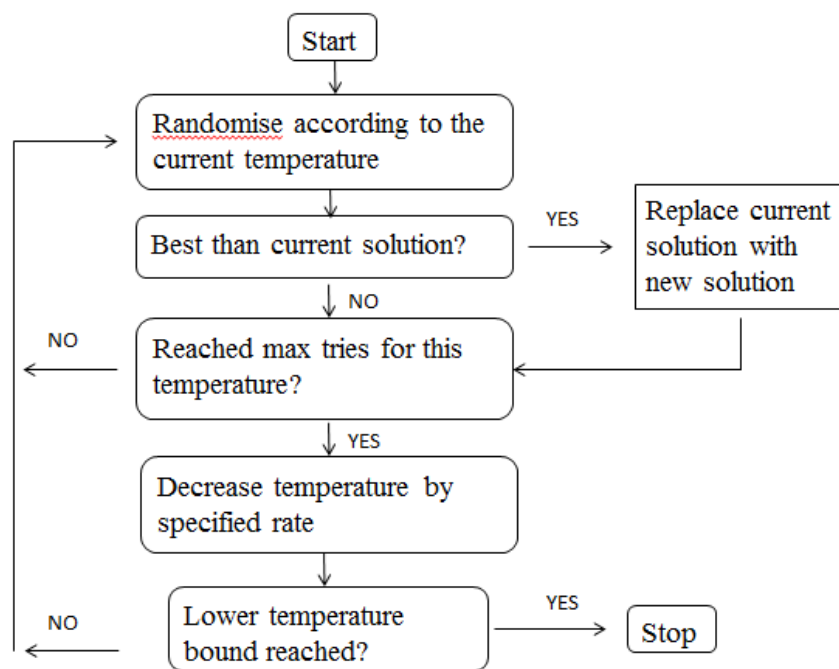 Start
Randomise according to the
current temperature
Best than current solution?
YES
Replace current
solution with
new solution
NO
Reached max tries for this
temperature?
NO
YES
Decrease temperature by
specified rate
Lower temperature
bound reached?
NO
YES
Stop